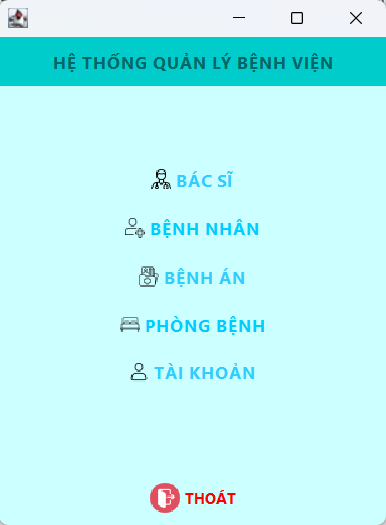 HỆ THỐNG QUẢN LÝ BỆNH VIỆN
BÁC SĨ
BỆNH NHÂN
BỆNH ÁN
PHÒNG BỆNH
TÀI KHOẢN
THOÁT